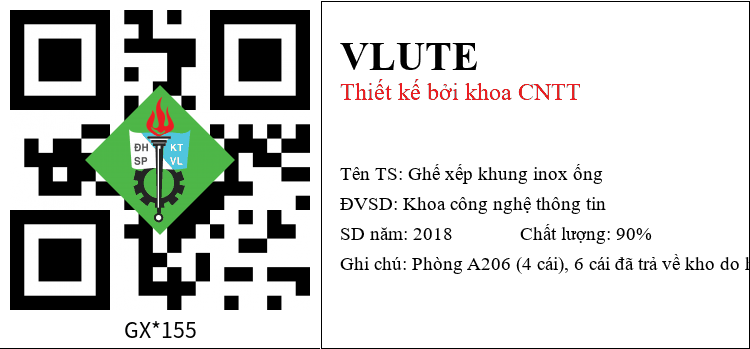 ĐH KT
SP VL
GX*155
VLUTE
Thiết kế bởi khoa CNTT
Tên TS: Ghế xếp khung inox ống
ĐVSD: Khoa công nghệ thông tin
SD năm: 2018 Chất lượng: 90%
Ghi chú: Phòng A206 (4 cái), 6 cái đã trả về kho do